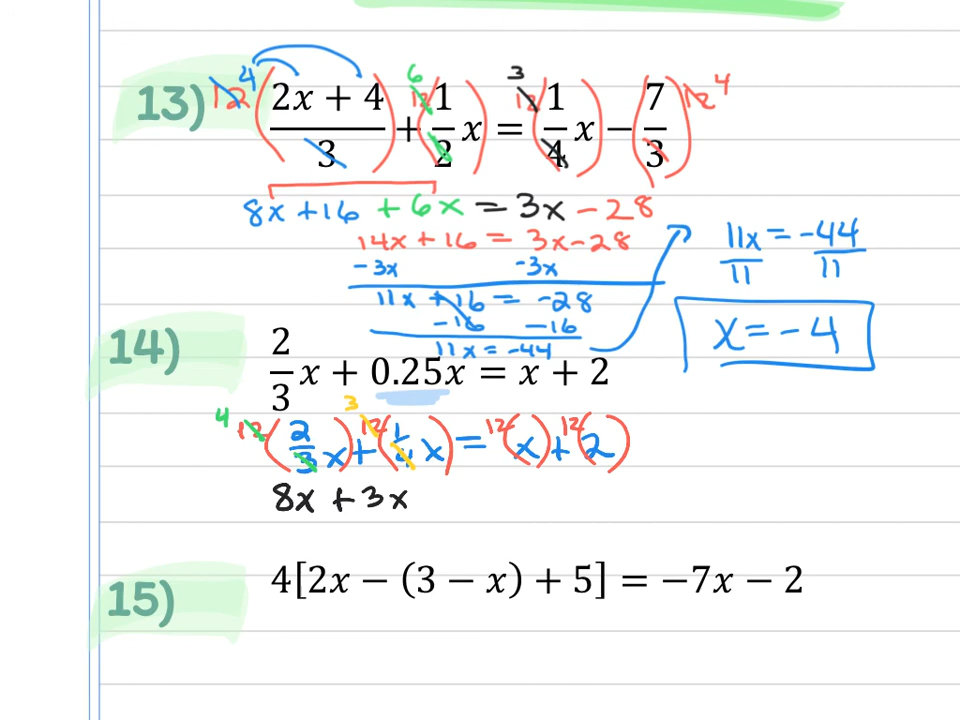 13) 12 4 (2x + 4)/3 + 12 6 (1/2 x) = 12 3 (1/4 x) − (7/3) 12 4
8x + 16 + 6x = 3x − 28
14x + 16 = 3x − 28
− 3x − 3x
11x + 16 = −28
− 16 − 16
11x = −44
11x = −44
11 11
x = − 4
14) 2/3 x + 0.25x = x + 2
4 12 (2/3 x) + 3 12 (1/4 x) = 12 (x) + 12 (2)
8x + 3x
15) 4[2x − (3 − x) + 5] = −7x − 2